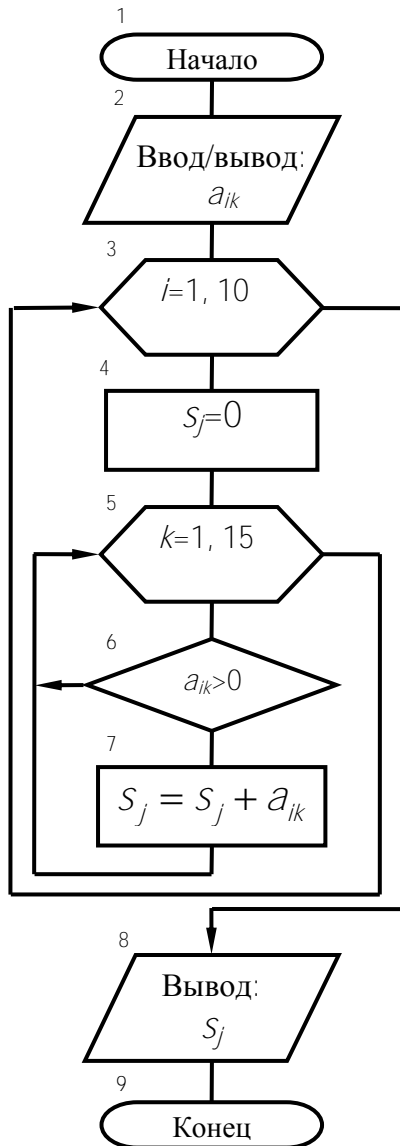 1
Начало
2
Ввод/вывод:
a_ik
3
i=1, 10
4
s_j=0
5
k=1, 15
6
a_ik>0
7
s_j = s_j + a_ik
8
Вывод:
s_j
9
Конец